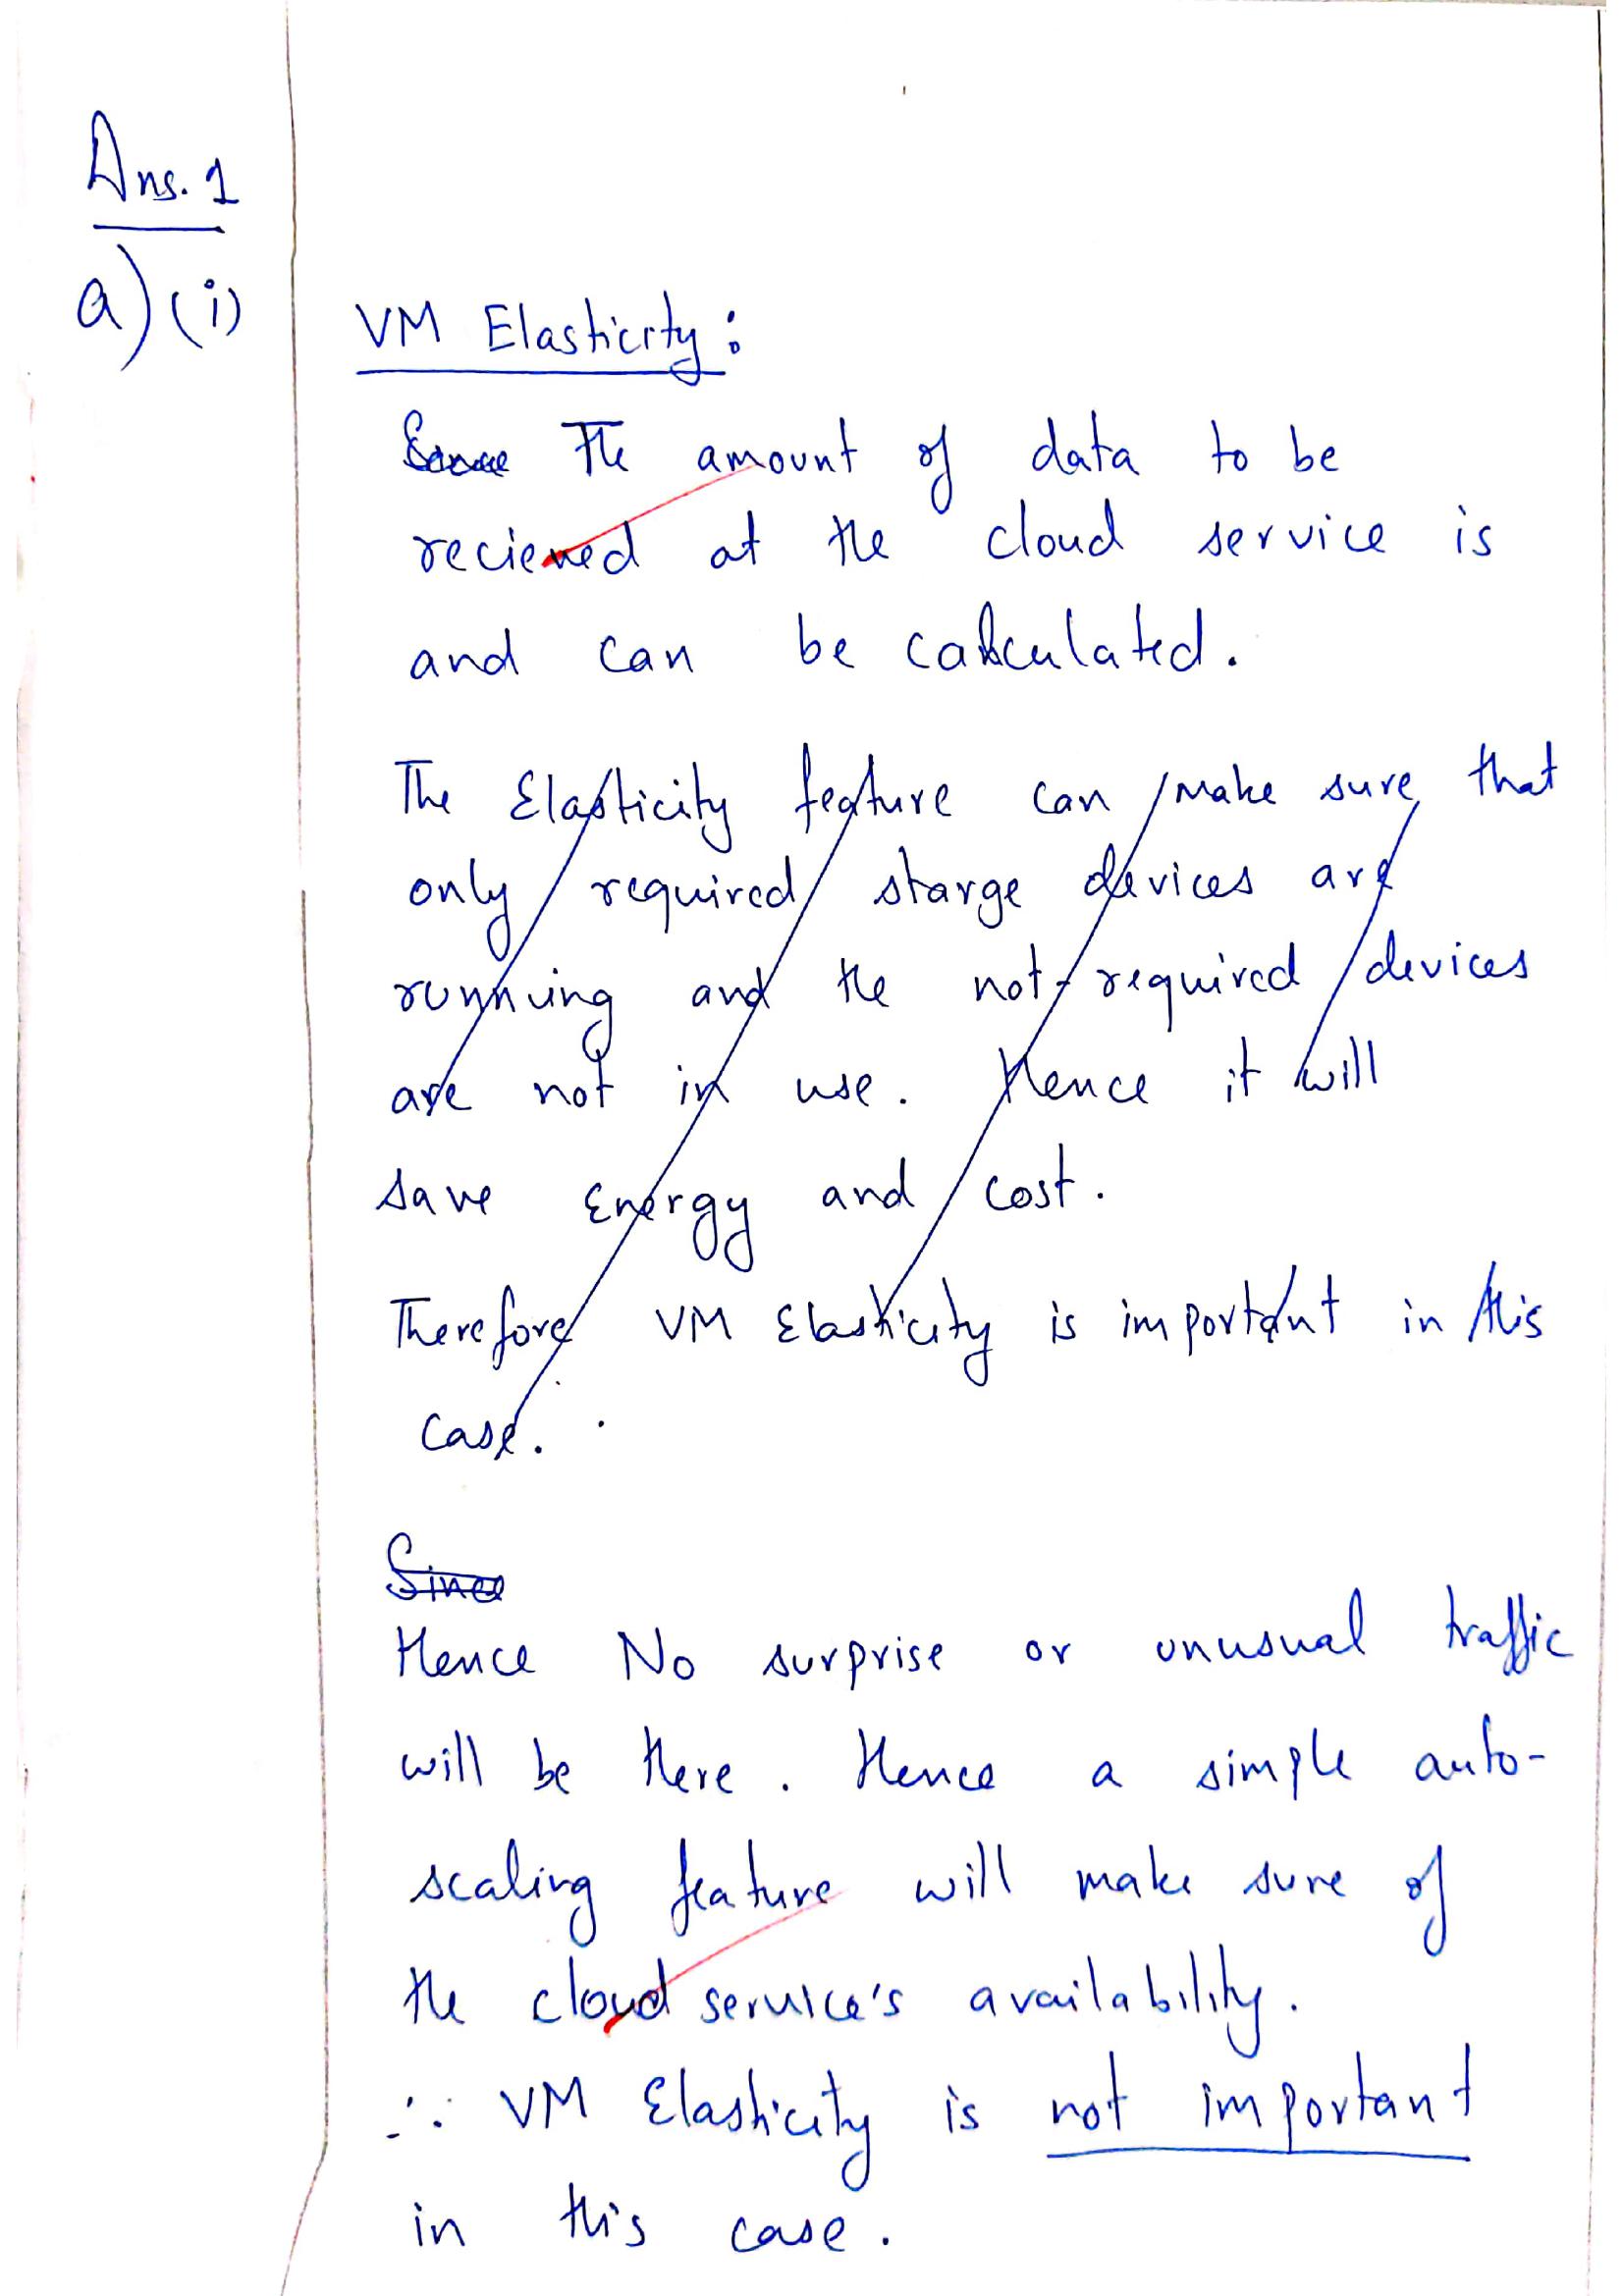 Ans. 1
a) (i)
VM Elasticity:
The amount of data to be
recieved at the cloud service is
and can be calculated.
The Elasticity feature can make sure that
only required starge devices are
running and the not-required devices
are not in use. Hence it will
save Energy and cost.
Therefore VM Elasticity is important in this
case.
Since
Hence No surprise or unusual traffic
will be there. Hence a simple auto-
scaling feature will make sure of
the cloud service's availability.
∴ VM Elasticity is not important
in this case.